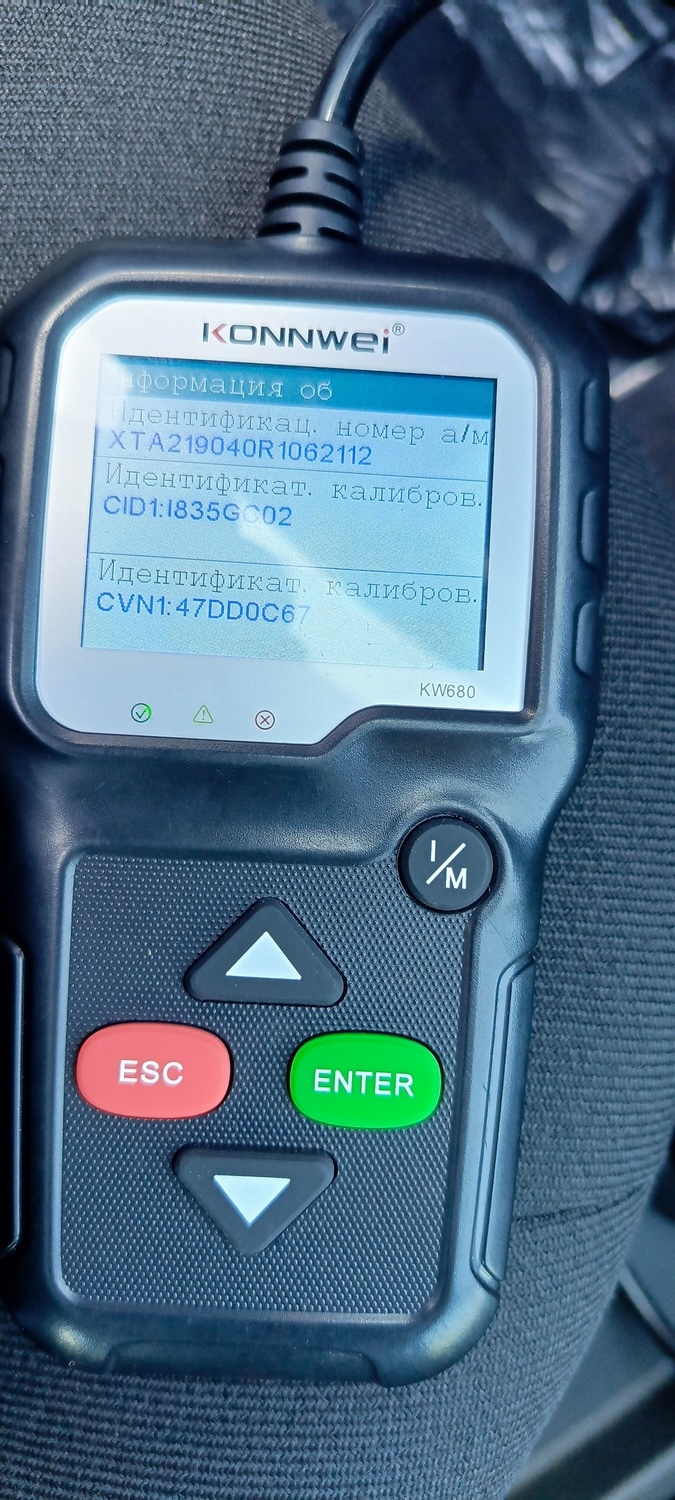 KONNWEI®
Информация об
Идентификац. номер а/м
XTA219040R1062112
Идентификат. калибров.
CID1:I835GC02
Идентификат. калибров.
CVN1:47DD0C67
KW680
I/M
ESC
ENTER